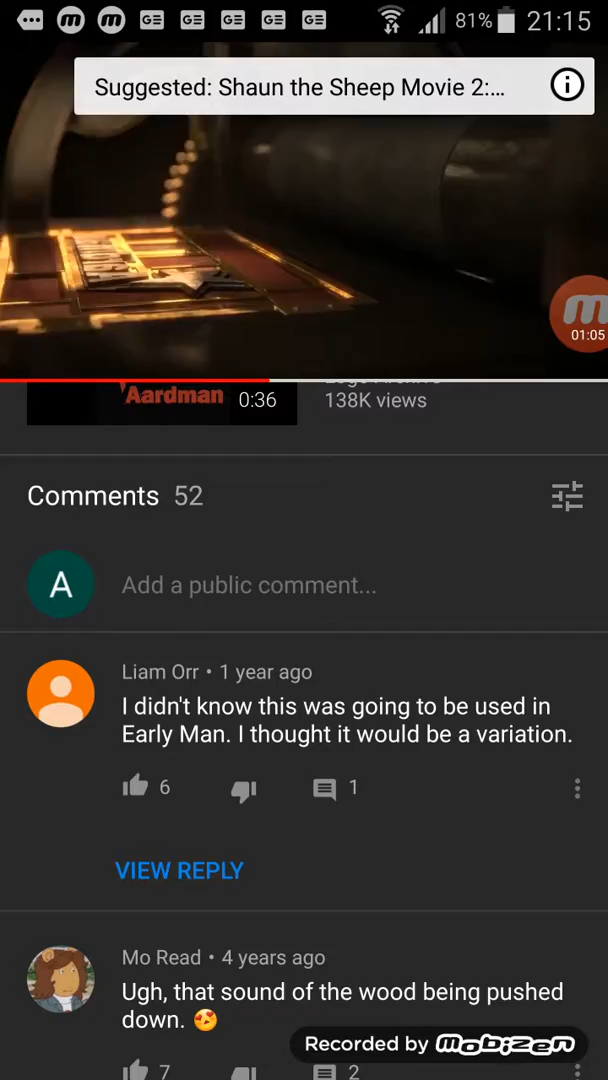 81% 21:15
Suggested: Shaun the Sheep Movie 2:...
01:05
Aardman
0:36
138K views
Comments 52
A
Add a public comment...
Liam Orr • 1 year ago
I didn't know this was going to be used in
Early Man. I thought it would be a variation.
6
1
VIEW REPLY
Mo Read • 4 years ago
Ugh, that sound of the wood being pushed
down. 😍
Recorded by mobizen
7
2